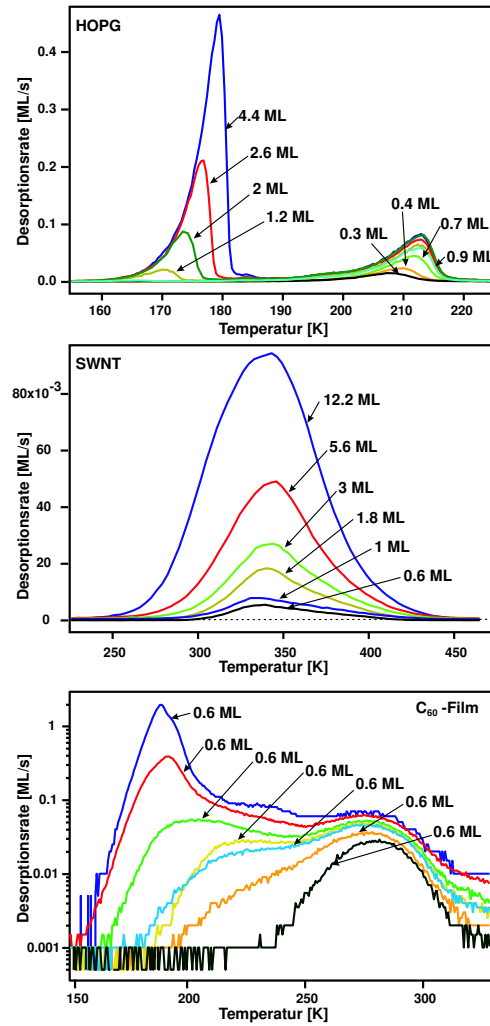 HOPG
Desorptionsrate [ML/s]
0.4
0.3
0.2
0.1
0.0
4.4 ML
2.6 ML
2 ML
1.2 ML
0.4 ML
0.3 ML
0.7 ML
0.9 ML
160 170 180 190 200 210 220
Temperatur [K]
SWNT
Desorptionsrate [ML/s]
80x10⁻³
60
40
20
0
12.2 ML
5.6 ML
3 ML
1.8 ML
1 ML
0.6 ML
250 300 350 400 450
Temperatur [K]
C₆₀ -Film
Desorptionsrate [ML/s]
1
0.1
0.01
0.001
0.6 ML
0.6 ML
0.6 ML
0.6 ML
0.6 ML
0.6 ML
0.6 ML
150 200 250 300
Temperatur [K]